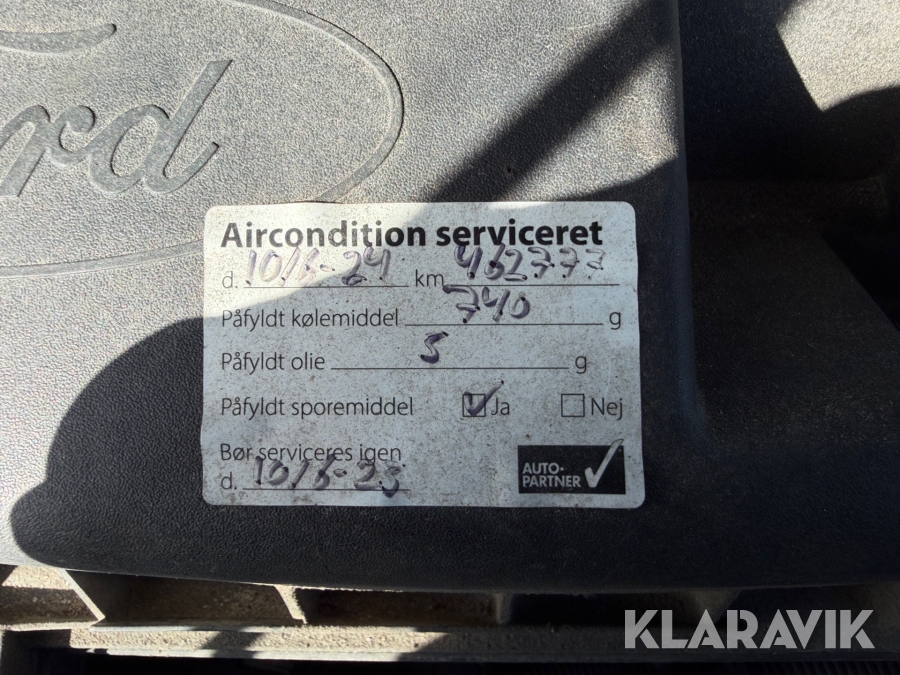 Ford
Aircondition serviceret
d. 10/6-24 km 462777
Påfyldt kølemiddel 740 g
Påfyldt olie 5 g
Påfyldt sporemiddel Ja Nej
Bør serviceres igen
d. 10/6-25
AUTO-
PARTNER
KLARAVIK